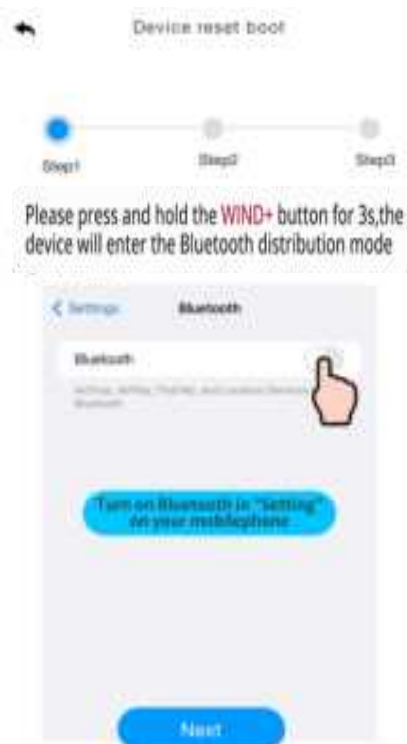 Device reset boot
Step1
Step2
Step3
Please press and hold the WIND+ button for 3s,the
device will enter the Bluetooth distribution mode
Settings
Bluetooth
Bluetooth
Bluetooth
Turn on Bluetooth in "Setting"
on your mobilephone
Next